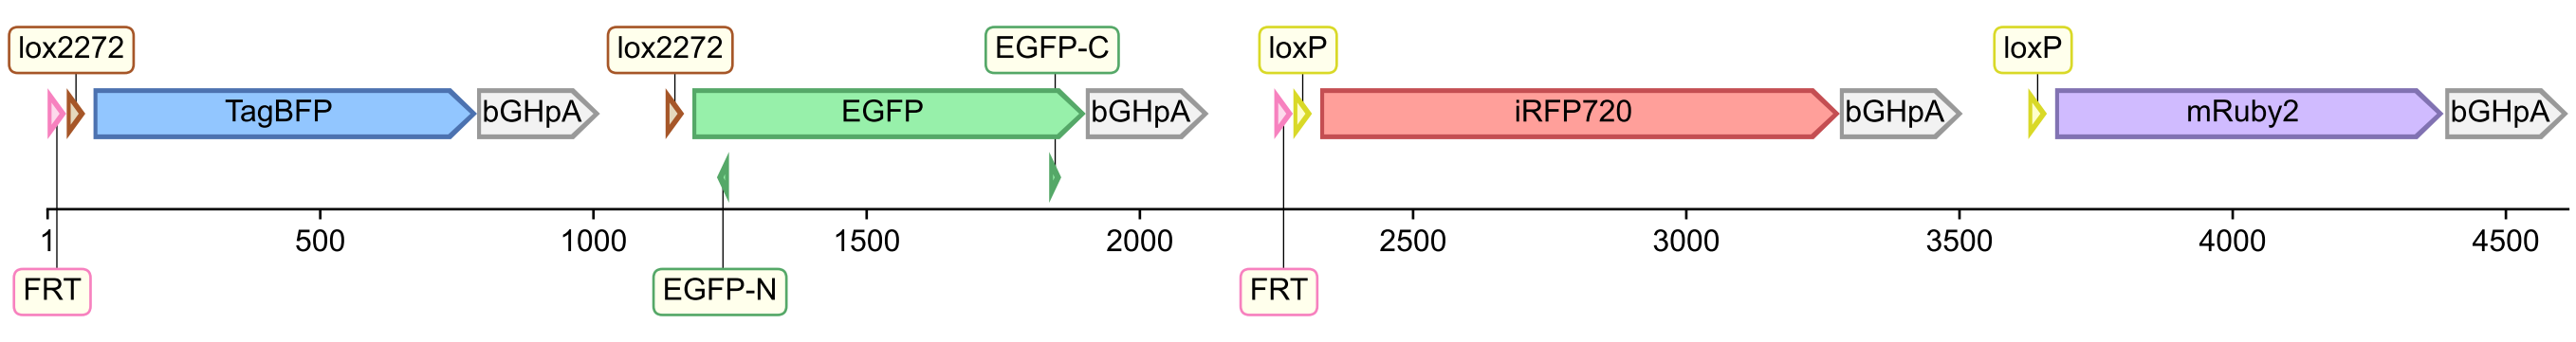 lox2272
lox2272
EGFP-C
loxP
loxP
TagBFP
bGHpA
EGFP
bGHpA
iRFP720
bGHpA
mRuby2
bGHpA
1
500
1000
1500
2000
2500
3000
3500
4000
4500
FRT
EGFP-N
FRT